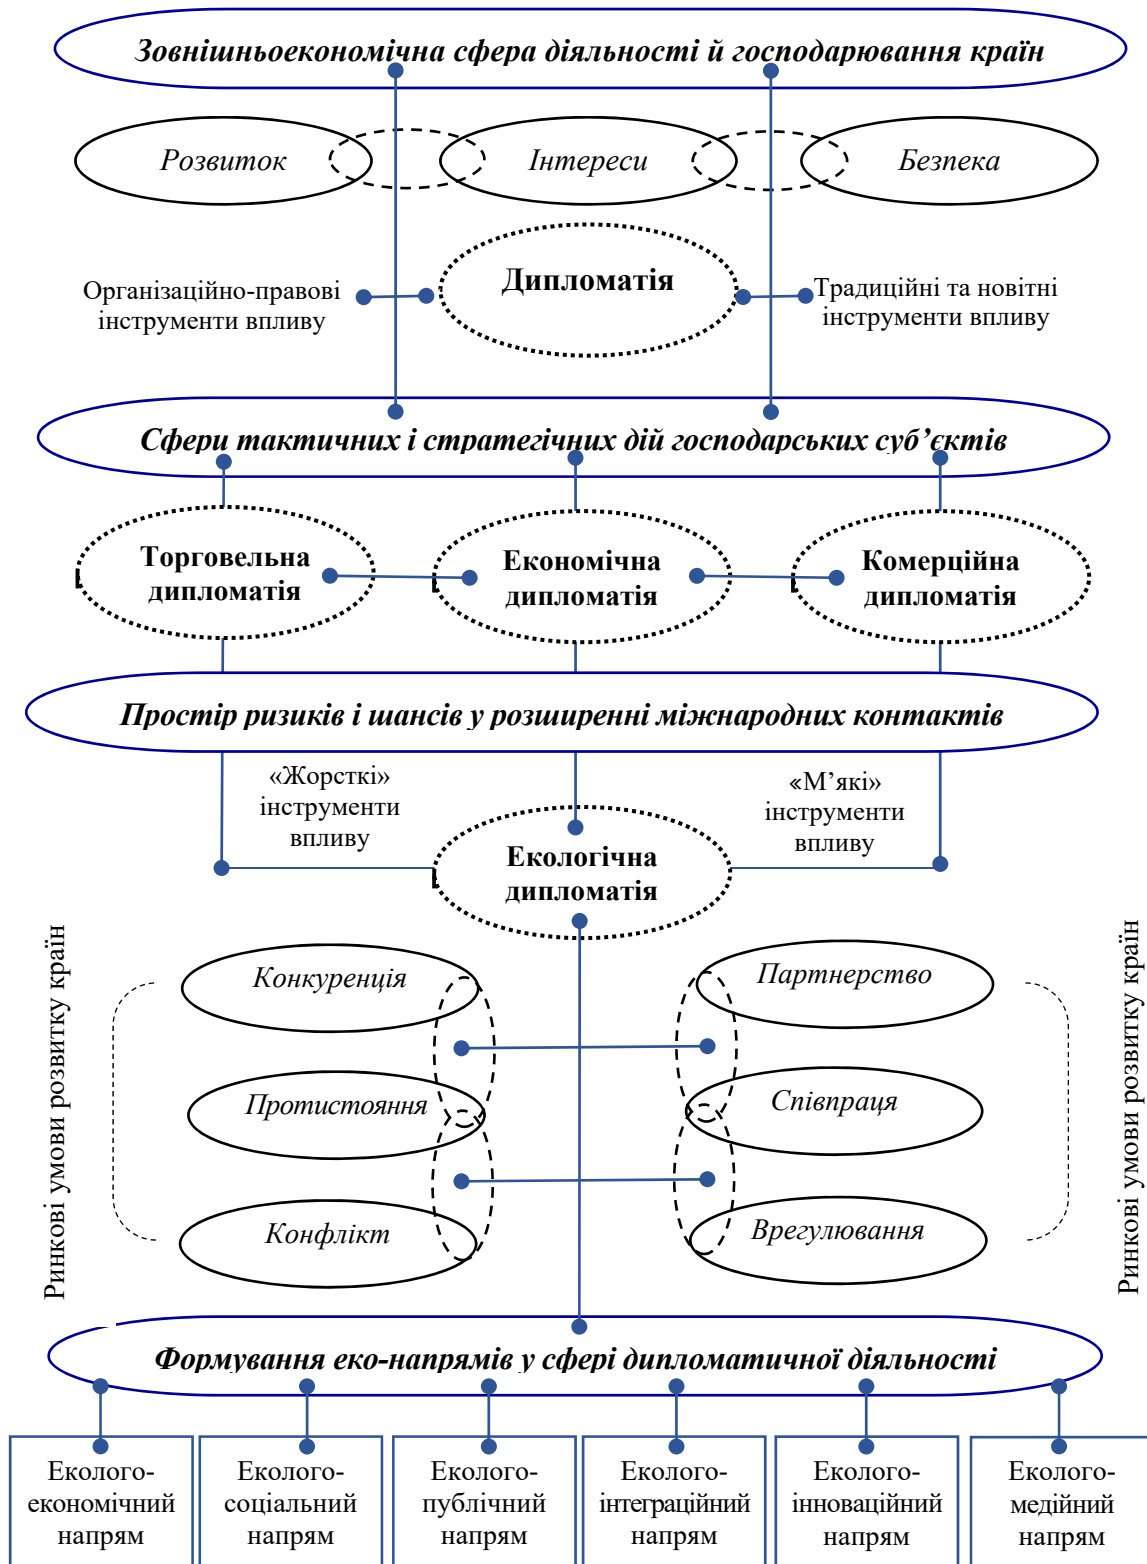 Зовнішньоекономічна сфера діяльності й господарювання країн
Розвиток
Інтереси
Безпека
Дипломатія
Організаційно-правові
інструменти впливу
Традиційні та новітні
інструменти впливу
Сфери тактичних і стратегічних дій господарських суб’єктів
Торговельна
дипломатія
Економічна
дипломатія
Комерційна
дипломатія
Простір ризиків і шансів у розширенні міжнародних контактів
«Жорсткі»
інструменти
впливу
«М’які»
інструменти
впливу
Екологічна
дипломатія
Ринкові умови розвитку країн
Конкуренція
Протистояння
Конфлікт
Партнерство
Співпраця
Врегулювання
Ринкові умови розвитку країн
Формування еко-напрямів у сфері дипломатичної діяльності
Еколого-
економічний
напрям
Еколого-
соціальний
напрям
Еколого-
публічний
напрям
Еколого-
інтеграційний
напрям
Еколого-
інноваційний
напрям
Еколого-
медійний
напрям